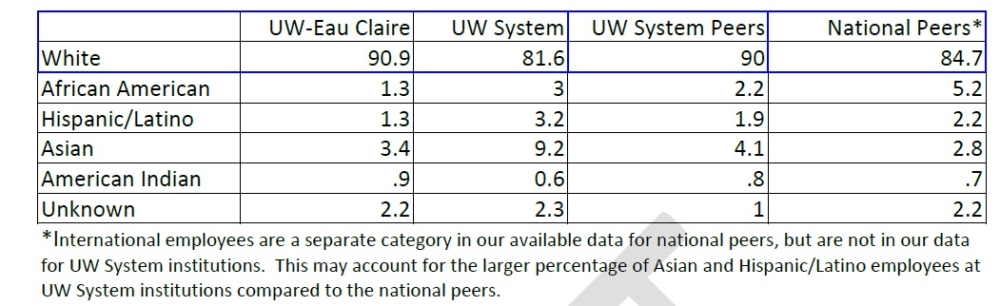 UW-Eau Claire UW System UW System Peers National Peers*
White 90.9 81.6 90 84.7
African American 1.3 3 2.2 5.2
Hispanic/Latino 1.3 3.2 1.9 2.2
Asian 3.4 9.2 4.1 2.8
American Indian .9 0.6 .8 .7
Unknown 2.2 2.3 1 2.2
*International employees are a separate category in our available data for national peers, but are not in our data
for UW System institutions. This may account for the larger percentage of Asian and Hispanic/Latino employees at
UW System institutions compared to the national peers.